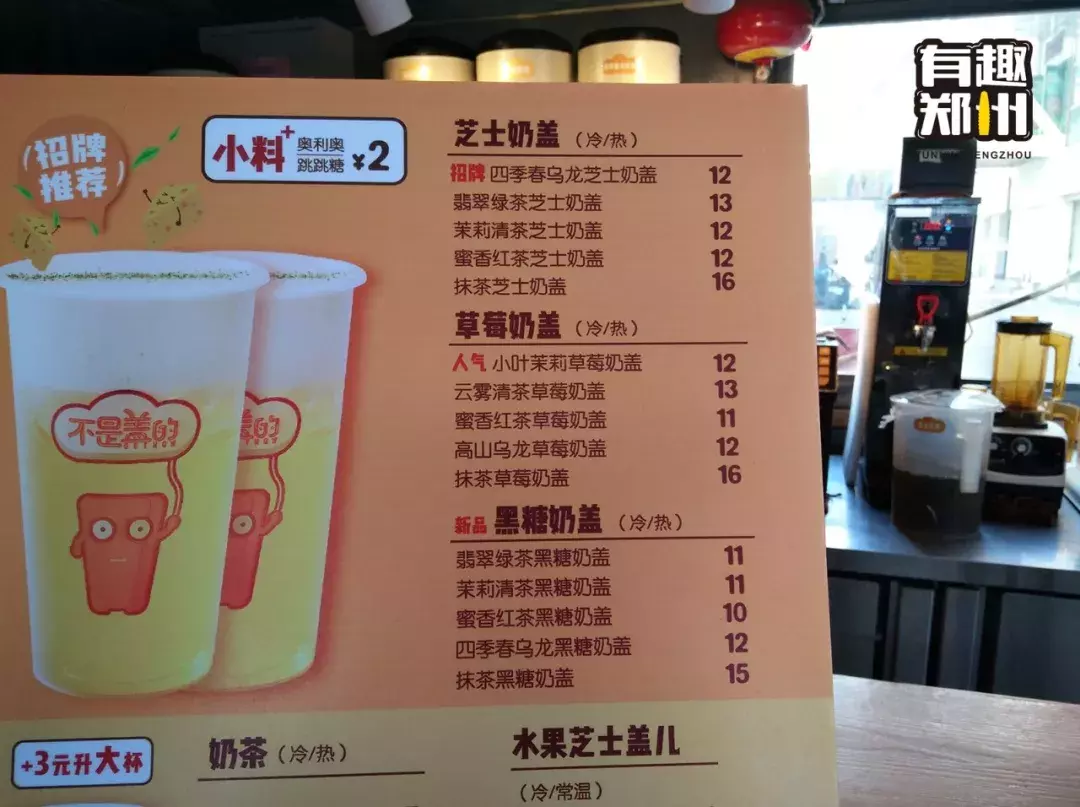 有趣
郑州
招牌
推荐
小料+ 奥利奥 跳跳糖 ¥2
芝士奶盖（冷/热）
招牌 四季春乌龙芝士奶盖 12
翡翠绿茶芝士奶盖 13
茉莉清茶芝士奶盖 12
蜜香红茶芝士奶盖 12
抹茶芝士奶盖 16
草莓奶盖（冷/热）
人气 小叶茉莉草莓奶盖 12
云雾清茶草莓奶盖 13
蜜香红茶草莓奶盖 11
高山乌龙草莓奶盖 12
抹茶草莓奶盖 16
新品 黑糖奶盖（冷/热）
翡翠绿茶黑糖奶盖 11
茉莉清茶黑糖奶盖 11
蜜香红茶黑糖奶盖 10
四季春乌龙黑糖奶盖 12
抹茶黑糖奶盖 15
不是盖的
盖的
+3元升大杯
奶茶（冷/热）
水果芝士盖儿
（冷/常温）